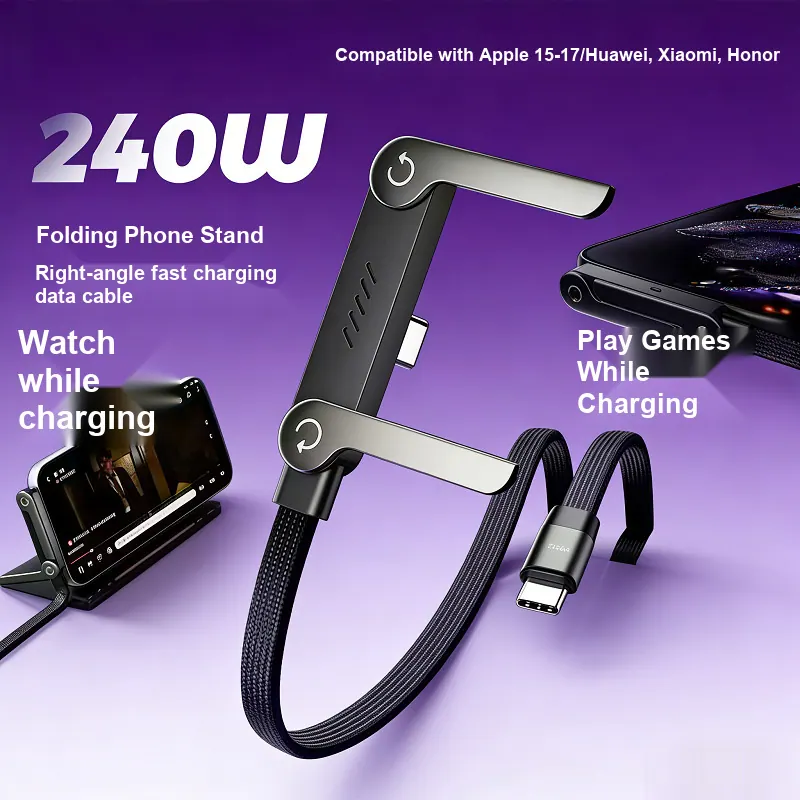 Compatible with Apple 15-17/Huawei, Xiaomi, Honor
240W
Folding Phone Stand
Right-angle fast charging
data cable
Watch
while
charging
Play Games
While
Charging